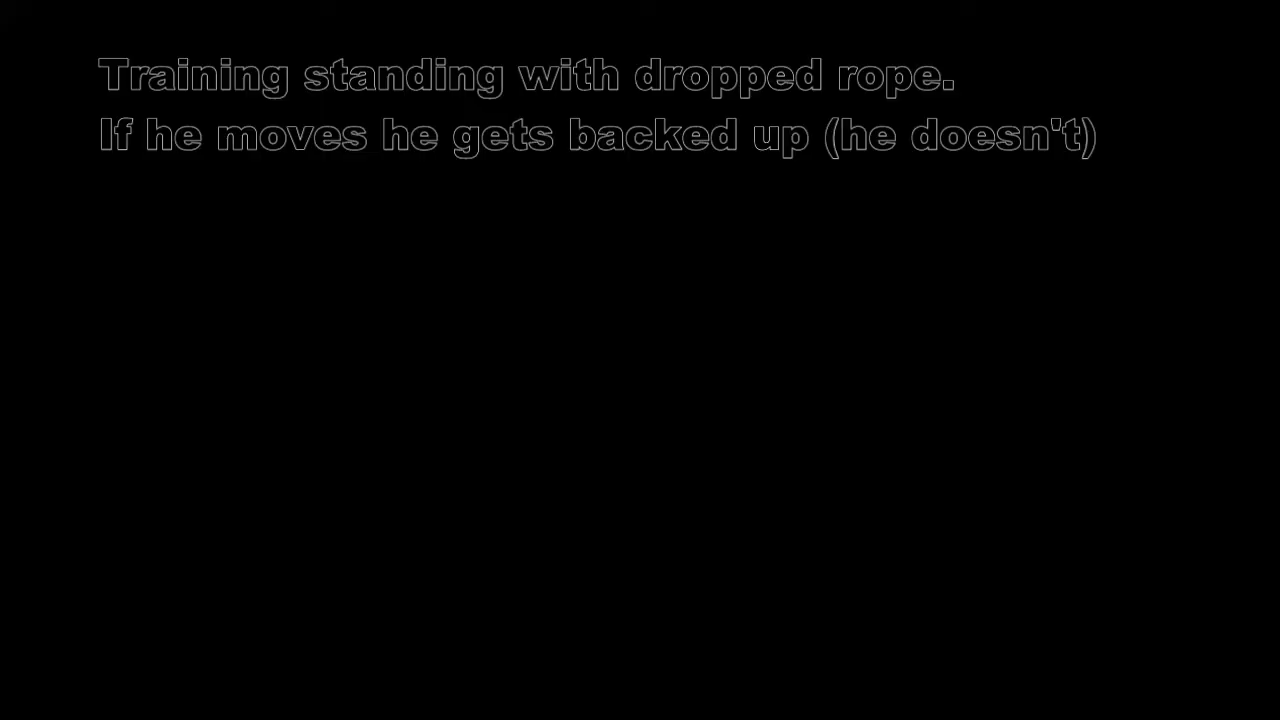 Training standing with dropped rope.
If he moves he gets backed up (he doesn't)